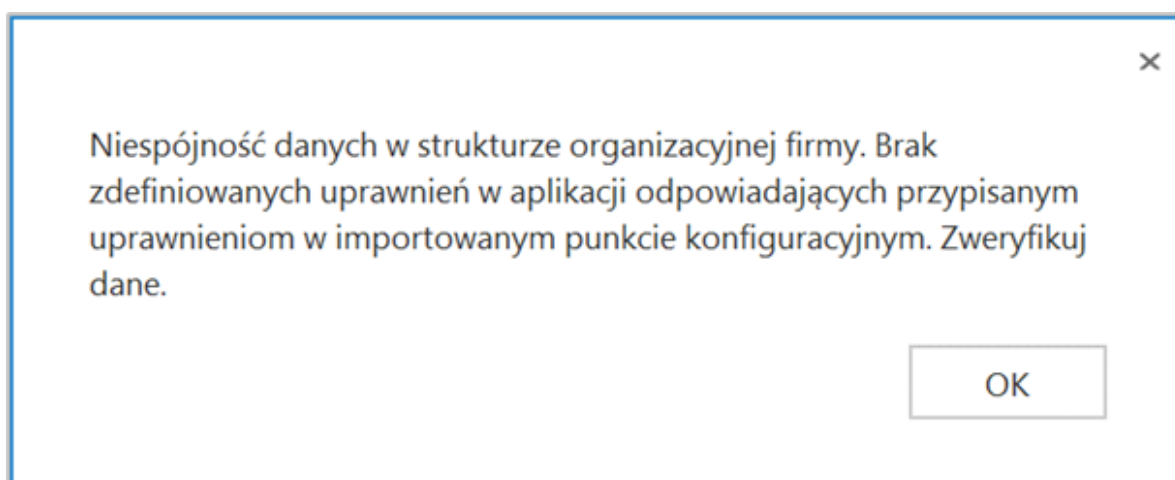 ×
Niespójność danych w strukturze organizacyjnej firmy. Brak
zdefiniowanych uprawnień w aplikacji odpowiadających przypisanym
uprawnieniom w importowanym punkcie konfiguracyjnym. Zweryfikuj
dane.
OK